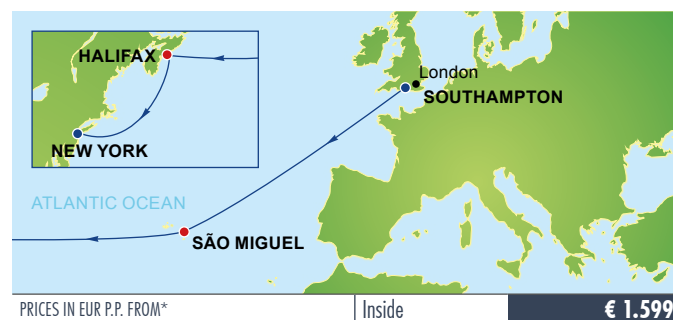 HALIFAX
London
SOUTHAMPTON
NEW YORK
ATLANTIC OCEAN
SÃO MIGUEL
PRICES IN EUR P.P. FROM* Inside € 1.599